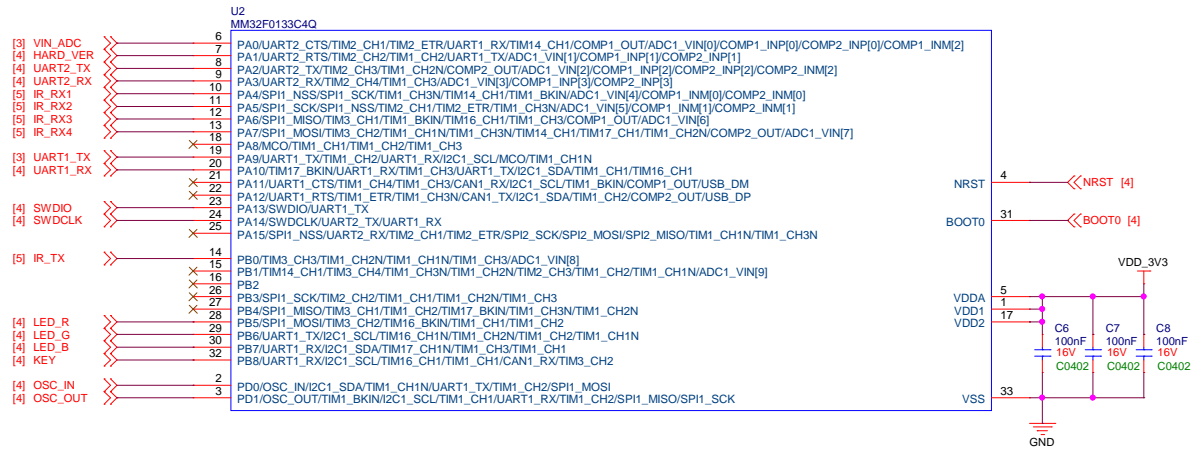 U2
MM32F0133C4Q
[3] VIN_ADC 6 PA0/UART2_CTS/TIM2_CH1/TIM2_ETR/UART1_RX/TIM14_CH1/COMP1_OUT/ADC1_VIN[0]/COMP1_INP[0]/COMP2_INP[0]/COMP1_INM[2]
[4] HARD_VER 7 PA1/UART2_RTS/TIM2_CH2/TIM1_CH2/UART1_TX/ADC1_VIN[1]/COMP1_INP[1]/COMP2_INP[1]
[4] UART2_TX 8 PA2/UART2_TX/TIM2_CH3/TIM1_CH2N/COMP2_OUT/ADC1_VIN[2]/COMP1_INP[2]/COMP2_INP[2]/COMP2_INM[2]
[4] UART2_RX 9 PA3/UART2_RX/TIM2_CH4/TIM1_CH3/ADC1_VIN[3]/COMP1_INP[3]/COMP2_INP[3]
[5] IR_RX1 10 PA4/SPI1_NSS/SPI1_SCK/TIM1_CH3N/TIM14_CH1/TIM1_BKIN/ADC1_VIN[4]/COMP1_INM[0]/COMP2_INM[0]
[5] IR_RX2 11 PA5/SPI1_SCK/SPI1_NSS/TIM2_CH1/TIM2_ETR/TIM1_CH3N/ADC1_VIN[5]/COMP1_INM[1]/COMP2_INM[1]
[5] IR_RX3 12 PA6/SPI1_MISO/TIM3_CH1/TIM1_BKIN/TIM16_CH1/TIM1_CH3/COMP1_OUT/ADC1_VIN[6]
[5] IR_RX4 13 PA7/SPI1_MOSI/TIM3_CH2/TIM1_CH1N/TIM1_CH3N/TIM14_CH1/TIM17_CH1/TIM1_CH2N/COMP2_OUT/ADC1_VIN[7]
18 PA8/MCO/TIM1_CH1/TIM1_CH2/TIM1_CH3
[3] UART1_TX 19 PA9/UART1_TX/TIM1_CH2/UART1_RX/I2C1_SCL/MCO/TIM1_CH1N
[4] UART1_RX 20 PA10/TIM17_BKIN/UART1_RX/TIM1_CH3/UART1_TX/I2C1_SDA/TIM1_CH1/TIM16_CH1
21 PA11/UART1_CTS/TIM1_CH4/TIM1_CH3/CAN1_RX/I2C1_SCL/TIM1_BKIN/COMP1_OUT/USB_DM
NRST 4 NRST [4]
22 PA12/UART1_RTS/TIM1_ETR/TIM1_CH3N/CAN1_TX/I2C1_SDA/TIM1_CH2/COMP2_OUT/USB_DP
[4] SWDIO 23 PA13/SWDIO/UART1_TX
[4] SWDCLK 24 PA14/SWDCLK/UART2_TX/UART1_RX
BOOT0 31 BOOT0 [4]
25 PA15/SPI1_NSS/UART2_RX/TIM2_CH1/TIM2_ETR/SPI2_SCK/SPI2_MOSI/SPI2_MISO/TIM1_CH1N/TIM1_CH3N
[5] IR_TX 14 PB0/TIM3_CH3/TIM1_CH2N/TIM1_CH1N/TIM1_CH3/ADC1_VIN[8]
VDD_3V3
15 PB1/TIM14_CH1/TIM3_CH4/TIM1_CH3N/TIM1_CH1N/TIM2_CH3/TIM1_CH2/TIM1_CH1N/ADC1_VIN[9]
16 PB2
26 PB3/SPI1_SCK/TIM2_CH2/TIM1_CH1/TIM1_CH2N/TIM1_CH3
VDDA 5
27 PB4/SPI1_MISO/TIM3_CH1/TIM1_CH2/TIM17_BKIN/TIM1_CH3N/TIM1_CH2N
VDD1 1
[4] LED_R 28 PB5/SPI1_MOSI/TIM3_CH2/TIM16_BKIN/TIM1_CH1/TIM1_CH2
VDD2 17
[4] LED_G 29 PB6/UART1_TX/I2C1_SCL/TIM16_CH1N/TIM1_CH2N/TIM1_CH2/TIM1_CH1N
[4] LED_B 30 PB7/UART1_RX/I2C1_SDA/TIM17_CH1N/TIM1_CH3/TIM1_CH1
[4] KEY 32 PB8/UART1_RX/I2C1_SCL/TIM16_CH1/TIM1_CH1/CAN1_RX/TIM3_CH2
C6 C7 C8
100nF 100nF 100nF
16V 16V 16V
C0402 C0402 C0402
[4] OSC_IN 2 PD0/OSC_IN/I2C1_SDA/TIM1_CH1N/UART1_TX/TIM1_CH2/SPI1_MOSI
[4] OSC_OUT 3 PD1/OSC_OUT/TIM1_BKIN/I2C1_SCL/TIM1_CH1/UART1_RX/TIM1_CH2/SPI1_MISO/SPI1_SCK
VSS 33
GND